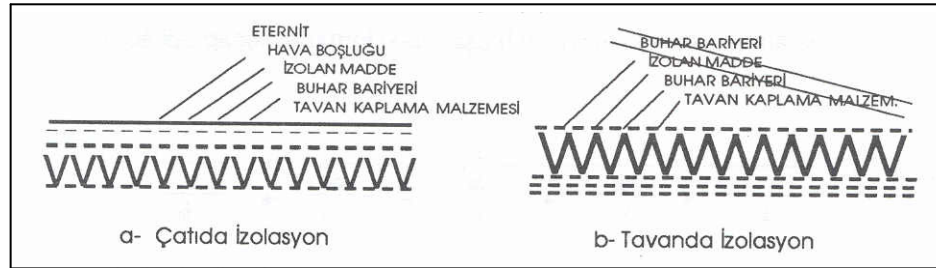 ETERNİT
HAVA BOŞLUĞU
İZOLAN MADDE
BUHAR BARİYERİ
TAVAN KAPLAMA MALZEMESİ
a- Çatıda İzolasyon
BUHAR BARİYERİ
İZOLAN MADDE
BUHAR BARİYERİ
TAVAN KAPLAMA MALZEM.
b- Tavanda İzolasyon